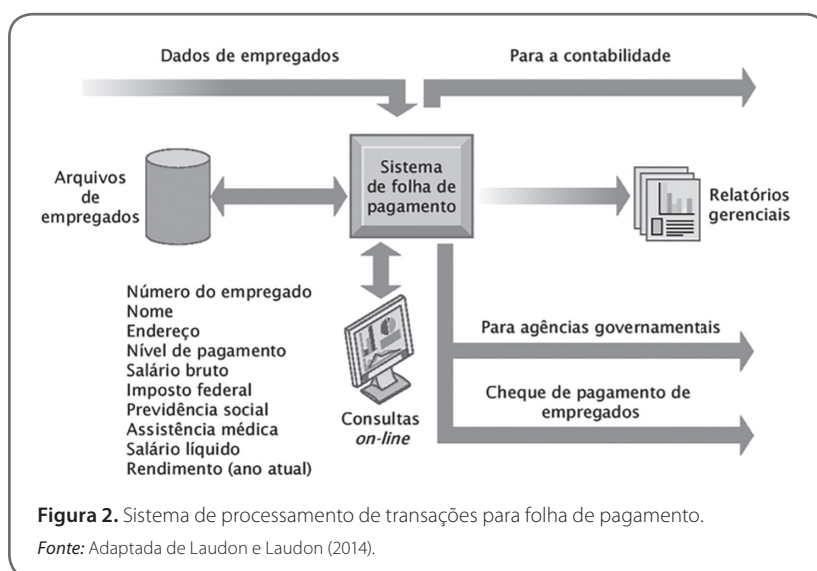 Dados de empregados
Para a contabilidade
Arquivos
de
empregados
Sistema
de folha de
pagamento
Relatórios
gerenciais
Número do empregado
Nome
Endereço
Nível de pagamento
Salário bruto
Imposto federal
Previdência social
Assistência médica
Salário líquido
Rendimento (ano atual)
Consultas
on-line
Para agências governamentais
Cheque de pagamento de
empregados
Figura 2. Sistema de processamento de transações para folha de pagamento.
Fonte: Adaptada de Laudon e Laudon (2014).